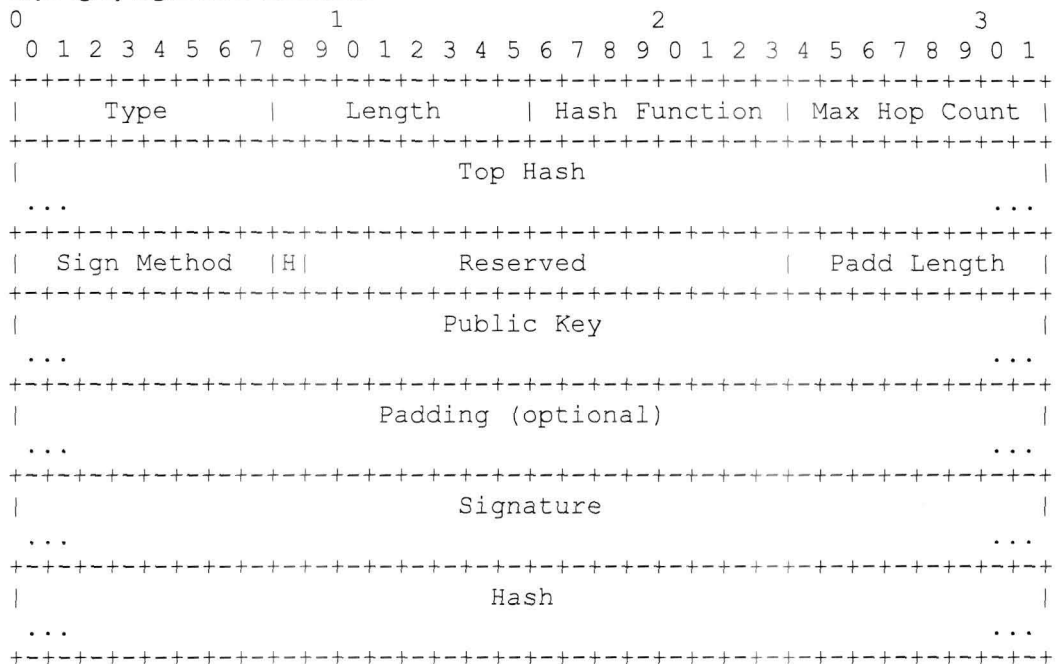 0                   1                   2                   3
 0 1 2 3 4 5 6 7 8 9 0 1 2 3 4 5 6 7 8 9 0 1 2 3 4 5 6 7 8 9 0 1
+-+-+-+-+-+-+-+-+-+-+-+-+-+-+-+-+-+-+-+-+-+-+-+-+-+-+-+-+-+-+-+-+
|     Type      |    Length     | Hash Function | Max Hop Count |
+-+-+-+-+-+-+-+-+-+-+-+-+-+-+-+-+-+-+-+-+-+-+-+-+-+-+-+-+-+-+-+-+
|                           Top Hash                            |
 ...                                                         ...
+-+-+-+-+-+-+-+-+-+-+-+-+-+-+-+-+-+-+-+-+-+-+-+-+-+-+-+-+-+-+-+-+
|  Sign Method  |H|          Reserved           |  Padd Length  |
+-+-+-+-+-+-+-+-+-+-+-+-+-+-+-+-+-+-+-+-+-+-+-+-+-+-+-+-+-+-+-+-+
|                          Public Key                           |
 ...                                                         ...
+-+-+-+-+-+-+-+-+-+-+-+-+-+-+-+-+-+-+-+-+-+-+-+-+-+-+-+-+-+-+-+-+
|                      Padding (optional)                       |
 ...                                                         ...
+-+-+-+-+-+-+-+-+-+-+-+-+-+-+-+-+-+-+-+-+-+-+-+-+-+-+-+-+-+-+-+-+
|                           Signature                           |
 ...                                                         ...
+-+-+-+-+-+-+-+-+-+-+-+-+-+-+-+-+-+-+-+-+-+-+-+-+-+-+-+-+-+-+-+-+
|                             Hash                              |
 ...                                                         ...
+-+-+-+-+-+-+-+-+-+-+-+-+-+-+-+-+-+-+-+-+-+-+-+-+-+-+-+-+-+-+-+-+